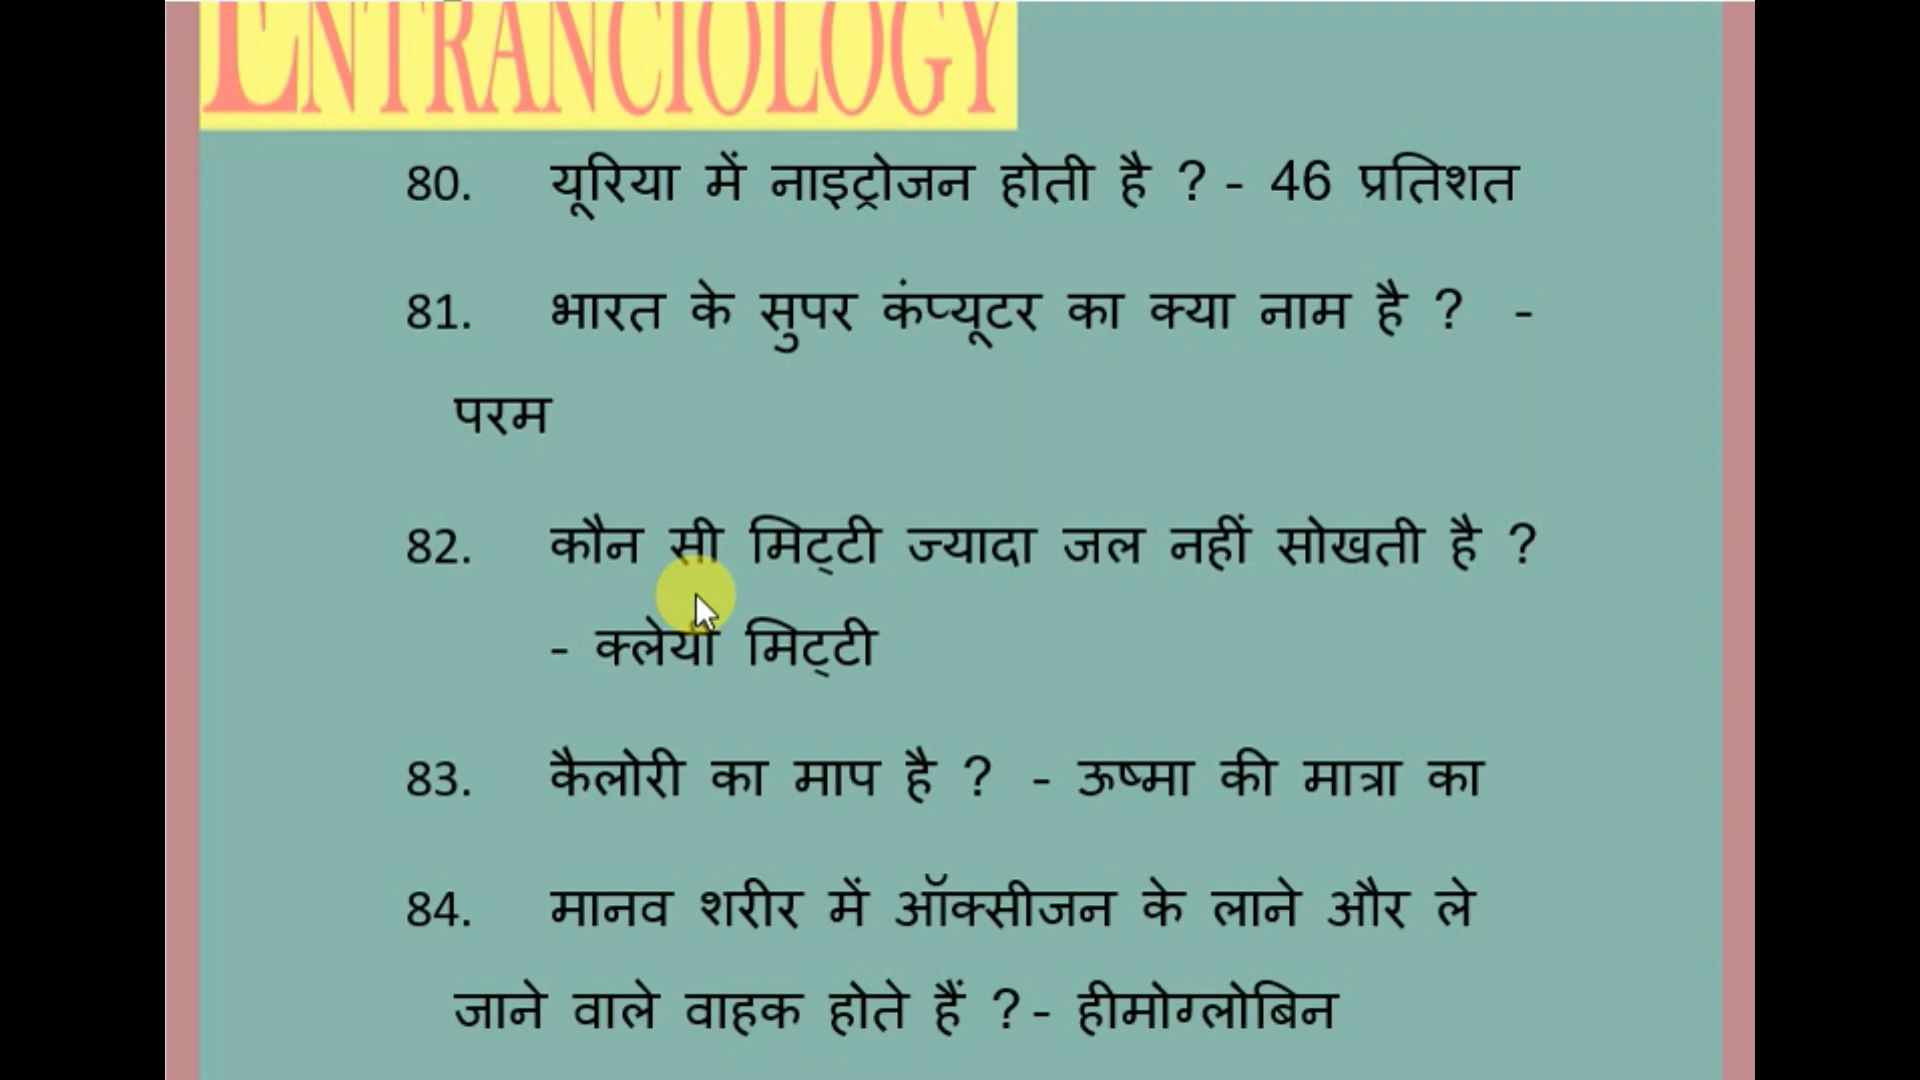 ENTRANCIOLOGY
80. यूरिया में नाइट्रोजन होती है ? - 46 प्रतिशत
81. भारत के सुपर कंप्यूटर का क्या नाम है ? -
परम
82. कौन सी मिट्टी ज्यादा जल नहीं सोखती है ?
- क्लेयी मिट्टी
83. कैलोरी का माप है ? - ऊष्मा की मात्रा का
84. मानव शरीर में ऑक्सीजन के लाने और ले
जाने वाले वाहक होते हैं ? - हीमोग्लोबिन